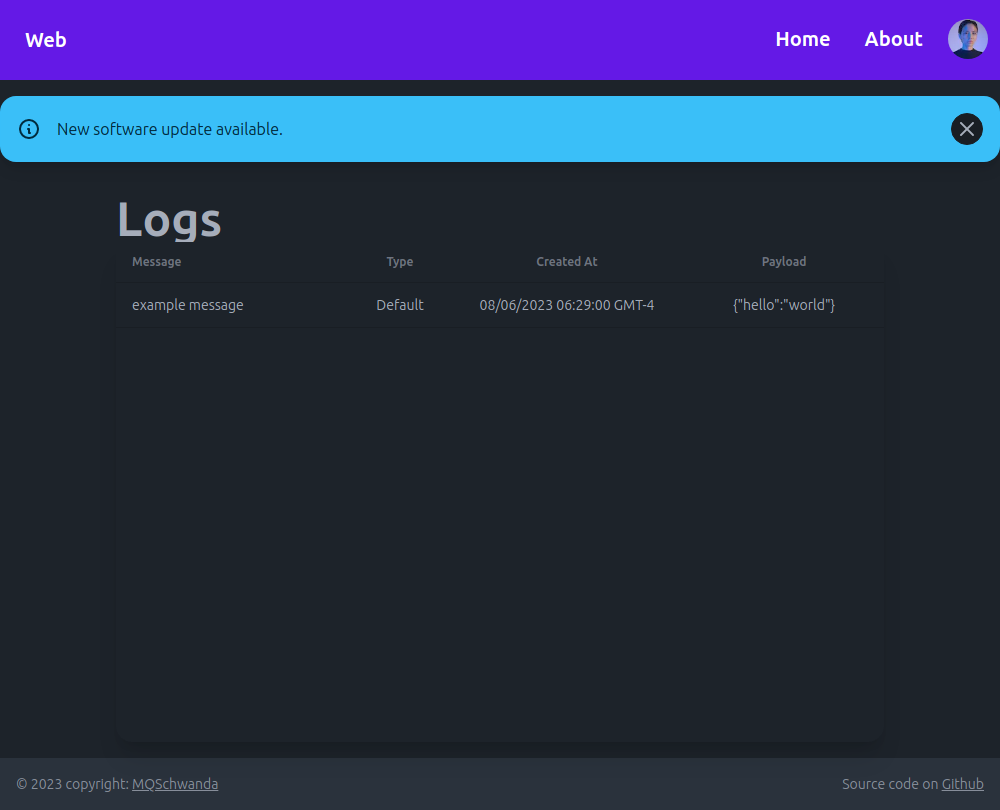 Web Home About
New software update available.
Logs
Message Type Created At Payload
example message Default 08/06/2023 06:29:00 GMT-4 {"hello":"world"}
© 2023 copyright: MQSchwanda Source code on Github